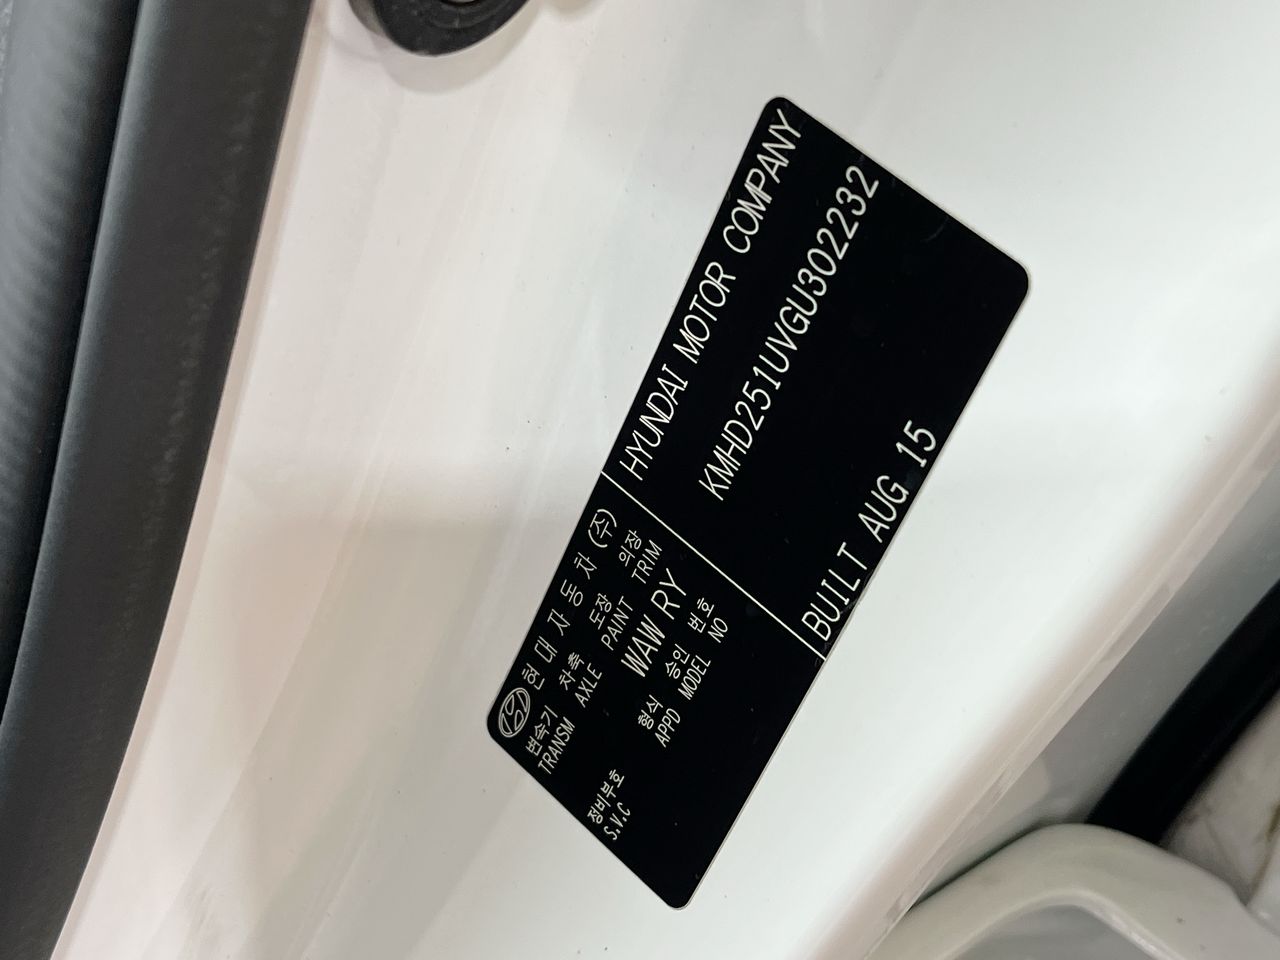 현대자동차(주)
변속기 차축 도장 의장
TRANSM AXLE PAINT TRIM
WAW RY
형식 승인 번호
APPD MODEL NO
정비부호
S.V.C
HYUNDAI MOTOR COMPANY
KMHD251UVGU302232
BUILT AUG 15